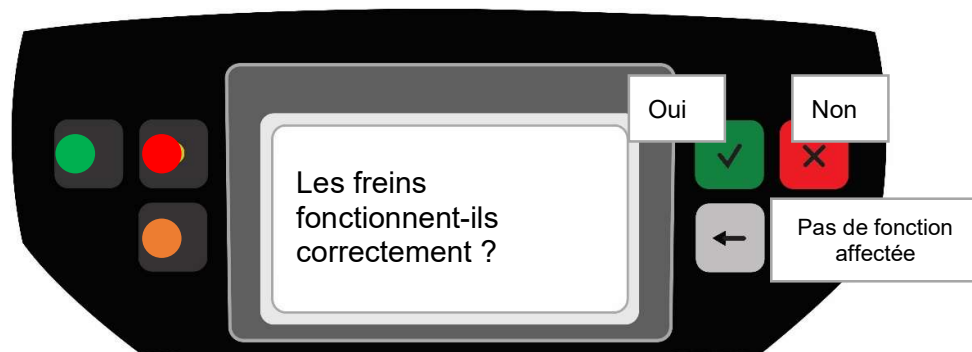 Oui
Non
Les freins
fonctionnent-ils
correctement ?
Pas de fonction
affectée